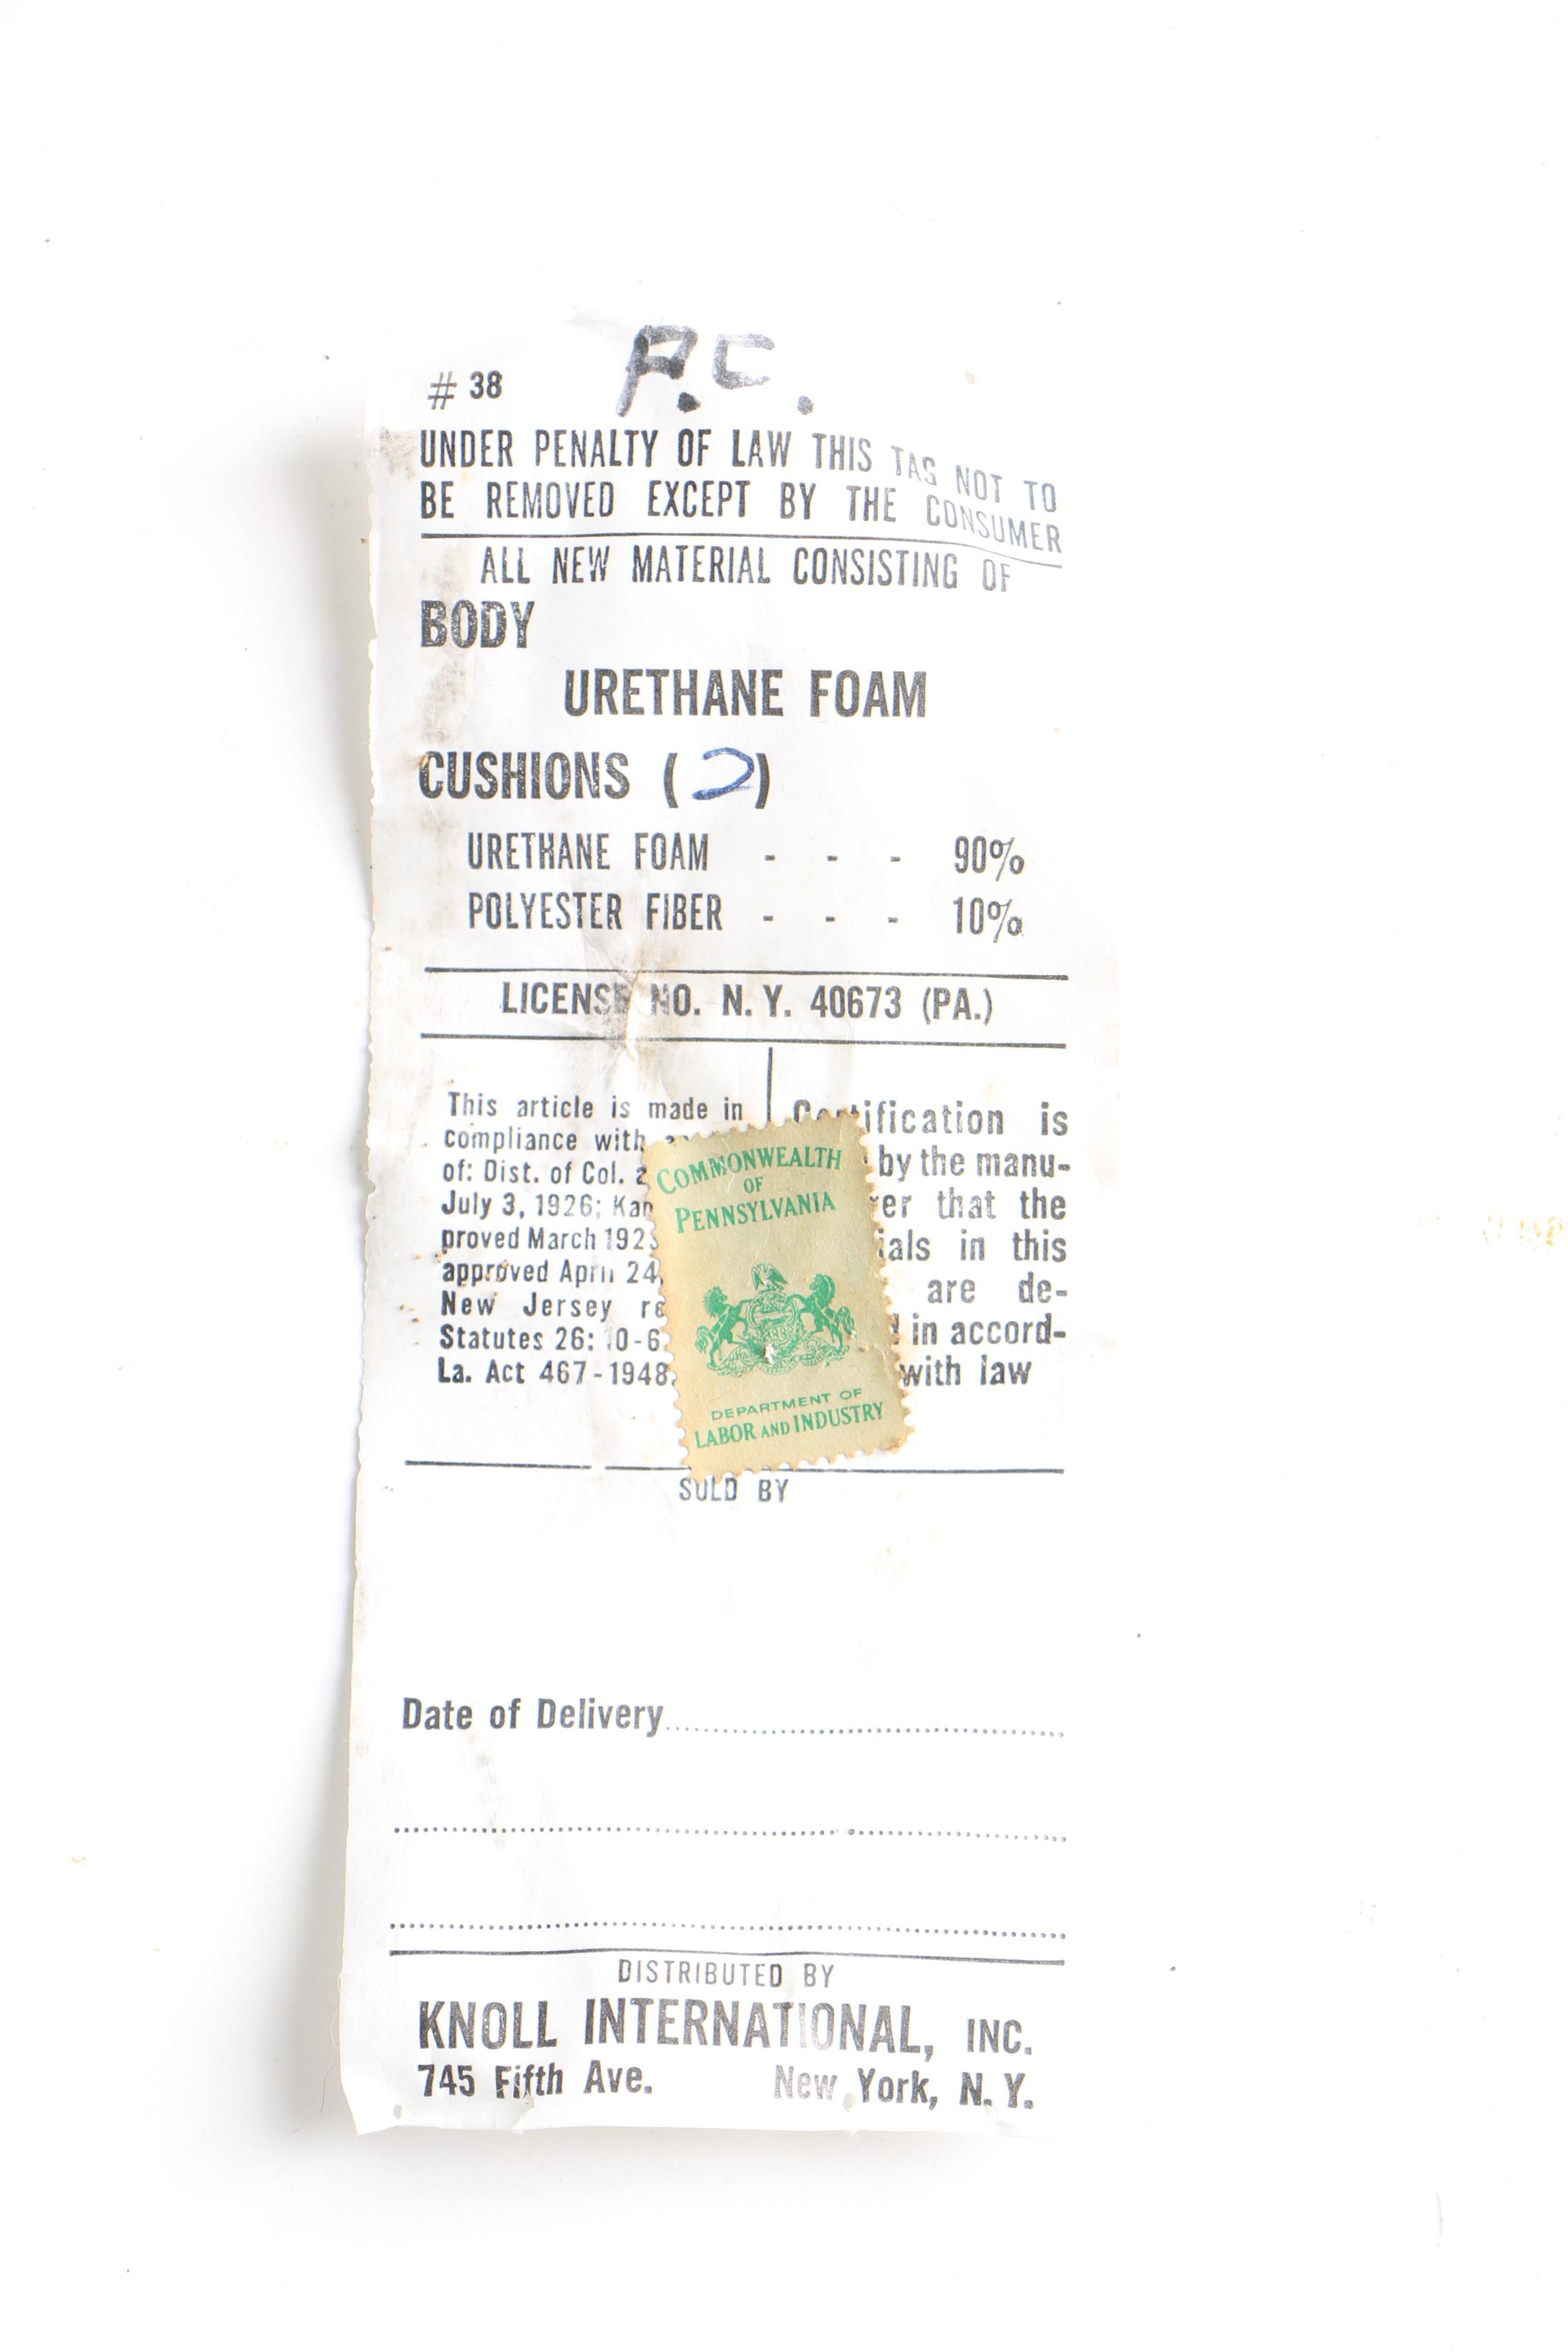 # 38 P.C.
UNDER PENALTY OF LAW THIS TAG NOT TO
BE REMOVED EXCEPT BY THE CONSUMER
ALL NEW MATERIAL CONSISTING OF
BODY
URETHANE FOAM
CUSHIONS (2)
URETHANE FOAM - - - 90%
POLYESTER FIBER - - - 10%
LICENSE NO. N.Y. 40673 (PA.)
This article is made in
compliance with
of: Dist. of Col.
July 3, 1926;
proved March
approved April 24,
New Jersey
Statutes 26:
La. Act 467-1948
is
by the manu-
that the
in this
are de-
in accord-
with law
COMMONWEALTH
OF
PENNSYLVANIA
DEPARTMENT OF
LABOR AND INDUSTRY
SOLD BY
Date of Delivery
DISTRIBUTED BY
KNOLL INTERNATIONAL, INC.
745 Fifth Ave. New York, N.Y.